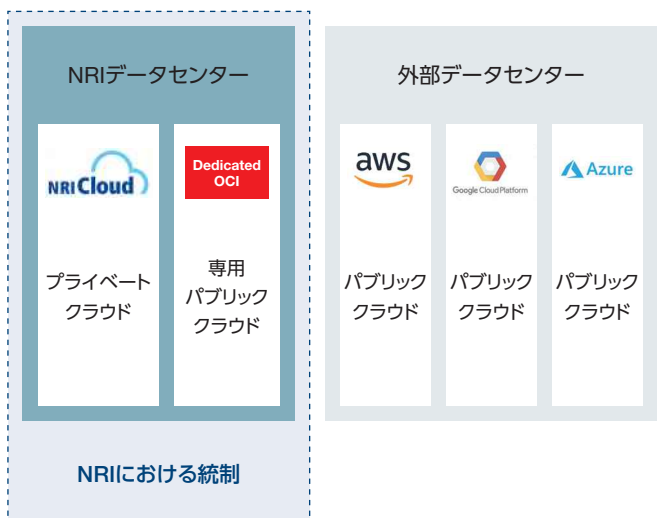 NRIデータセンター
NRI Cloud
プライベート
クラウド
Dedicated
OCI
専用
パブリック
クラウド
NRIにおける統制
外部データセンター
aws
パブリック
クラウド
Google Cloud Platform
パブリック
クラウド
Azure
パブリック
クラウド